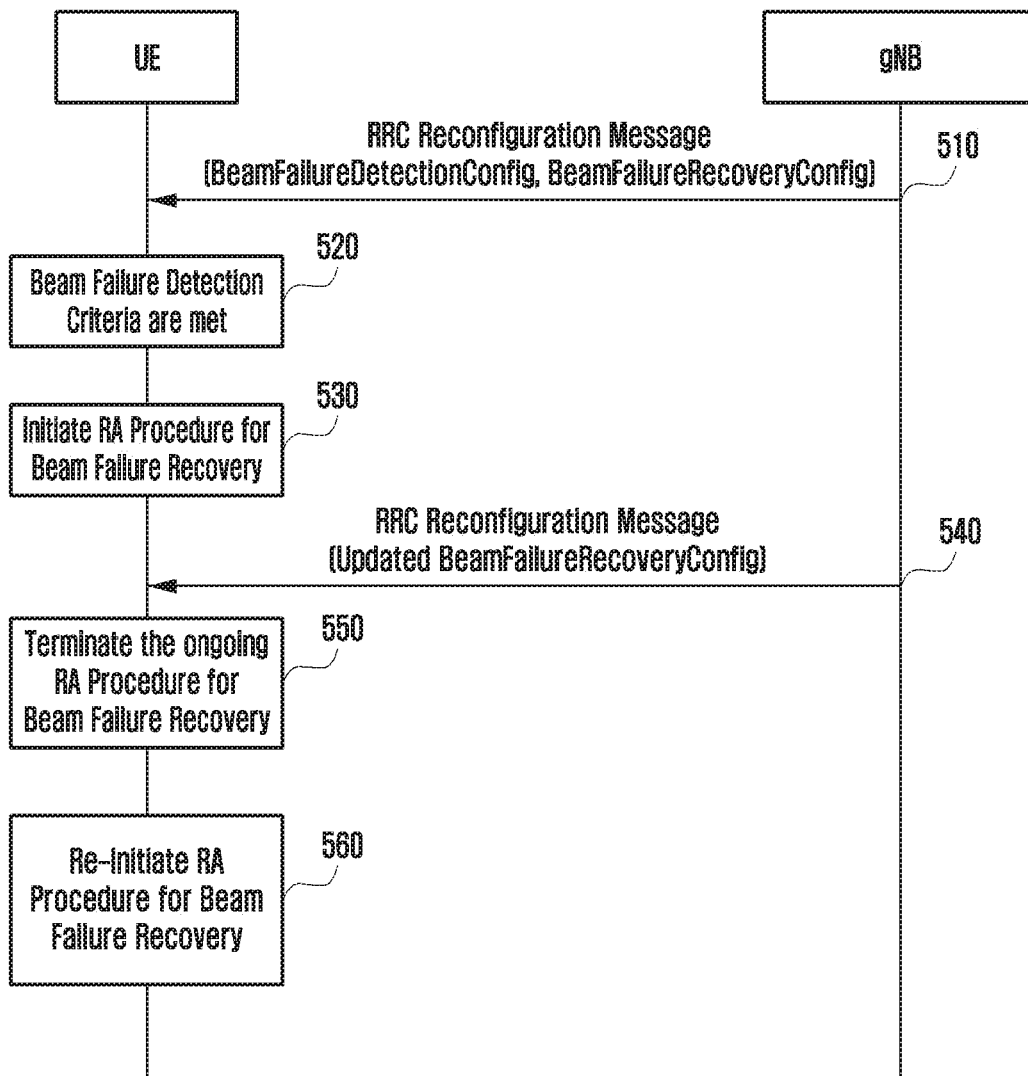 UE
gNB
RRC Reconfiguration Message
(BeamFailureDetectionConfig, BeamFailureRecoveryConfig)
510
520
Beam Failure Detection
Criteria are met
530
Initiate RA Procedure for
Beam Failure Recovery
RRC Reconfiguration Message
(Updated BeamFailureRecoveryConfig)
540
550
Terminate the ongoing
RA Procedure for
Beam Failure Recovery
560
Re-Initiate RA
Procedure for Beam
Failure Recovery